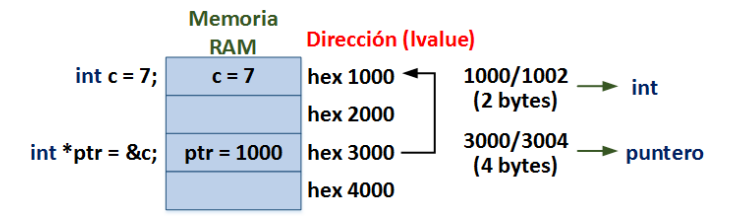 Memoria
RAM
Dirección (lvalue)
int c = 7;
c = 7
hex 1000
1000/1002
(2 bytes)
int
hex 2000
int *ptr = &c;
ptr = 1000
hex 3000
3000/3004
(4 bytes)
puntero
hex 4000